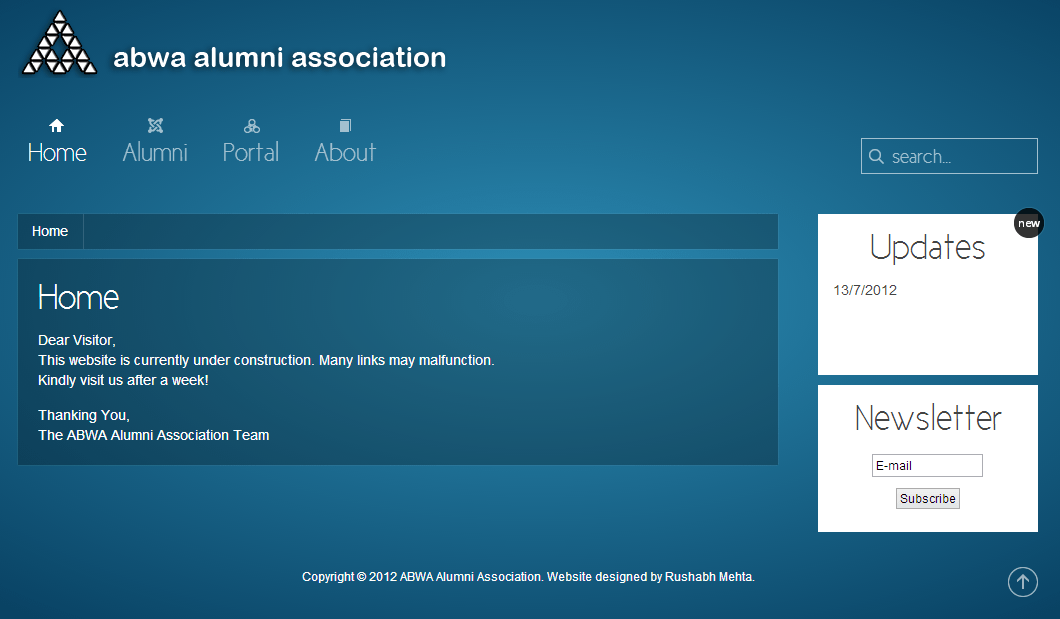 abwa alumni association
Home
Alumni
Portal
About
search...
Home
Home
Dear Visitor,
This website is currently under construction. Many links may malfunction.
Kindly visit us after a week!
Thanking You,
The ABWA Alumni Association Team
new
Updates
13/7/2012
Newsletter
E-mail
Subscribe
Copyright © 2012 ABWA Alumni Association. Website designed by Rushabh Mehta.